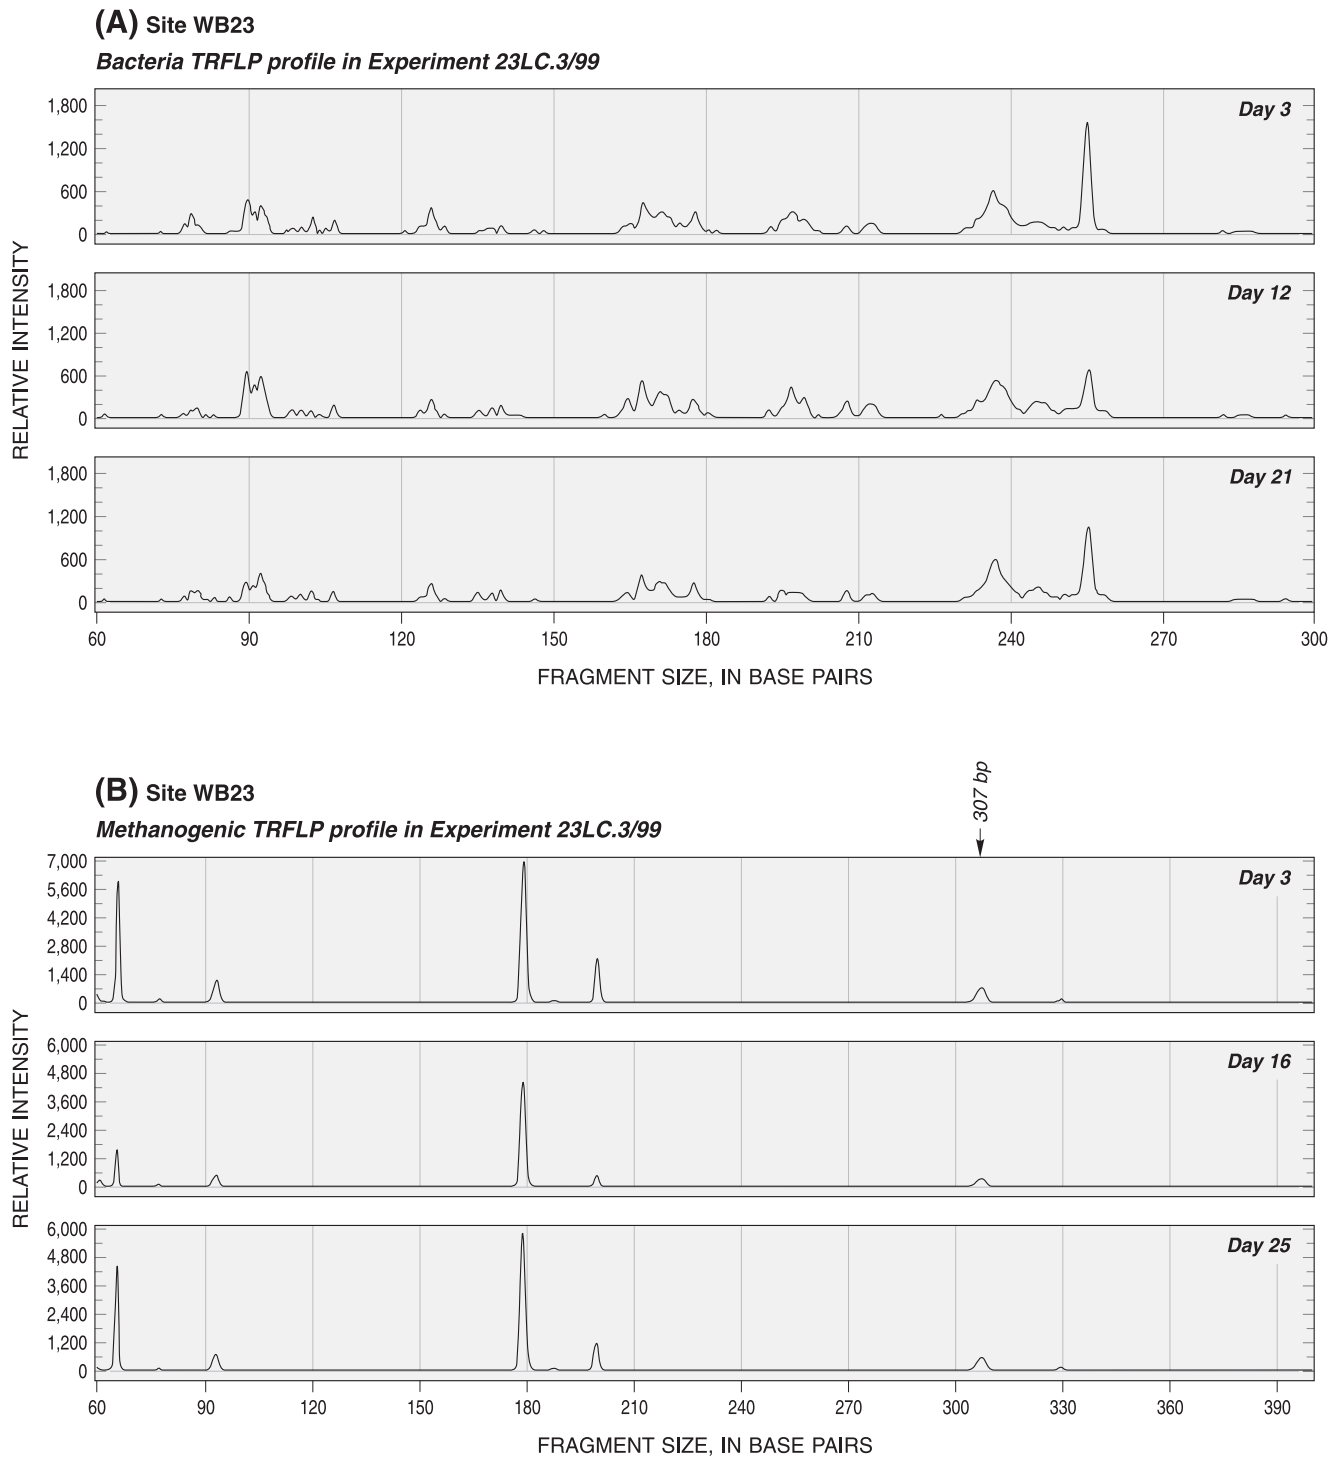 (A) Site WB23
Bacteria TRFLP profile in Experiment 23LC.3/99
RELATIVE INTENSITY
1,800
1,200
600
0
Day 3
1,800
1,200
600
0
Day 12
1,800
1,200
600
0
Day 21
60 90 120 150 180 210 240 270 300
FRAGMENT SIZE, IN BASE PAIRS
(B) Site WB23
Methanogenic TRFLP profile in Experiment 23LC.3/99
307 bp
RELATIVE INTENSITY
7,000
5,600
4,200
2,800
1,400
0
Day 3
6,000
4,800
3,600
2,400
1,200
0
Day 16
6,000
4,800
3,600
2,400
1,200
0
Day 25
60 90 120 150 180 210 240 270 300 330 360 390
FRAGMENT SIZE, IN BASE PAIRS